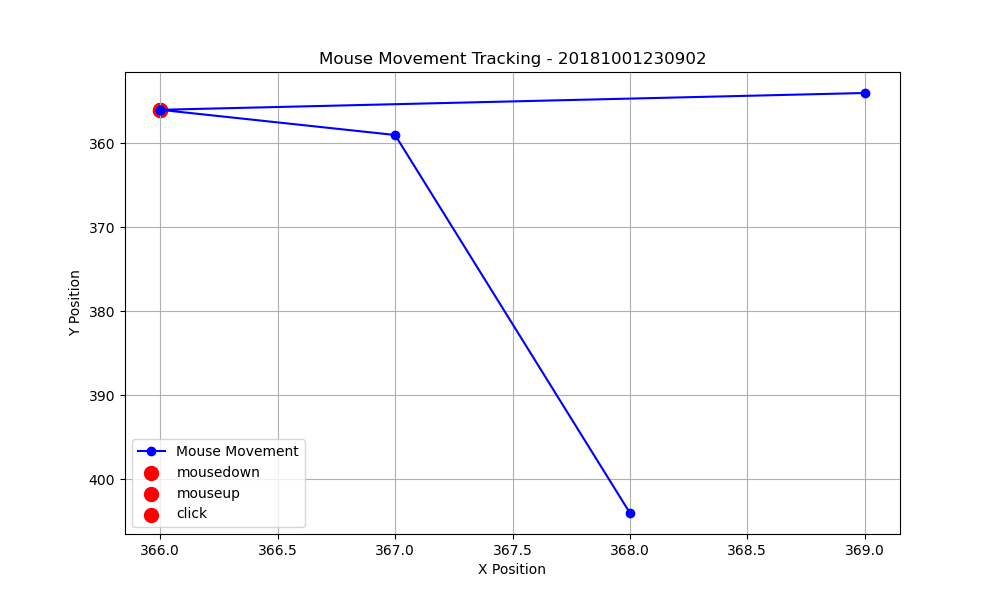 Mouse Movement Tracking - 20181001230902
Y Position
360
370
380
390
400
Mouse Movement
mousedown
mouseup
click
366.0 366.5 367.0 367.5 368.0 368.5 369.0
X Position